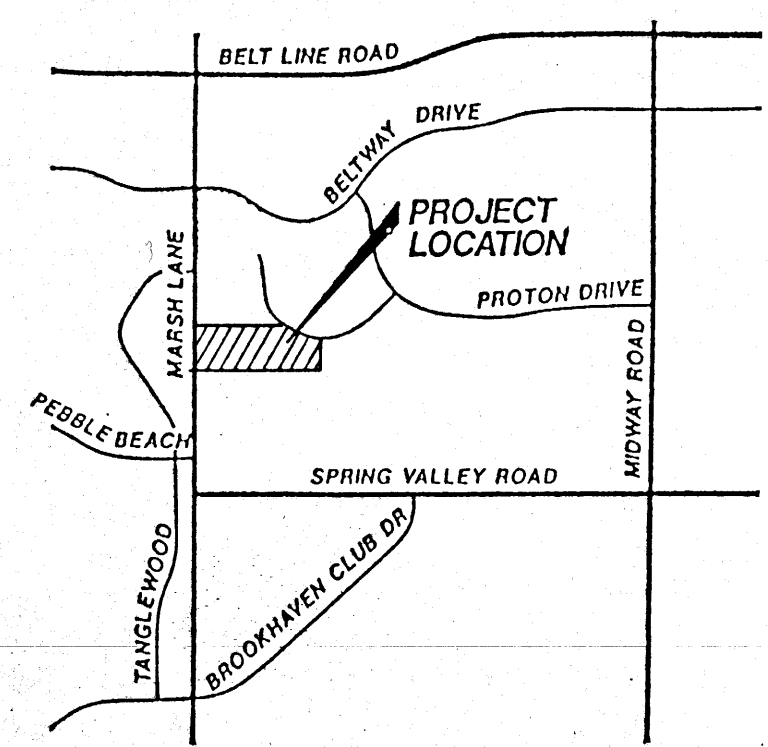 BELT LINE ROAD
BELTWAY DRIVE
PROJECT
LOCATION
MARSH LANE
PROTON DRIVE
MIDWAY ROAD
PEBBLE BEACH
SPRING VALLEY ROAD
TANGLEWOOD
BROOKHAVEN CLUB DR